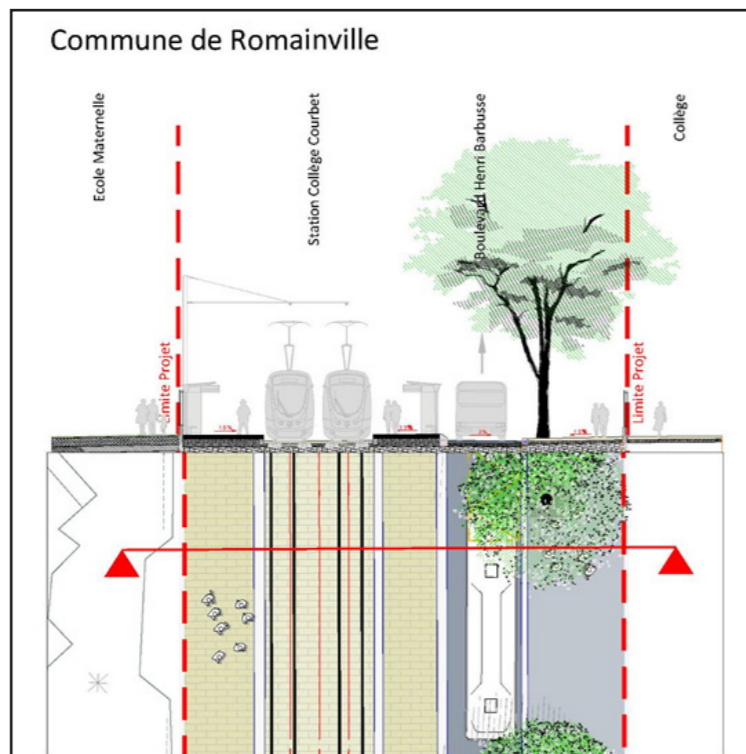 Commune de Romainville
Ecole Maternelle
Station Collège Courbet
Boulevard Henri Barbusse
Collège
Limite Projet
Limite Projet